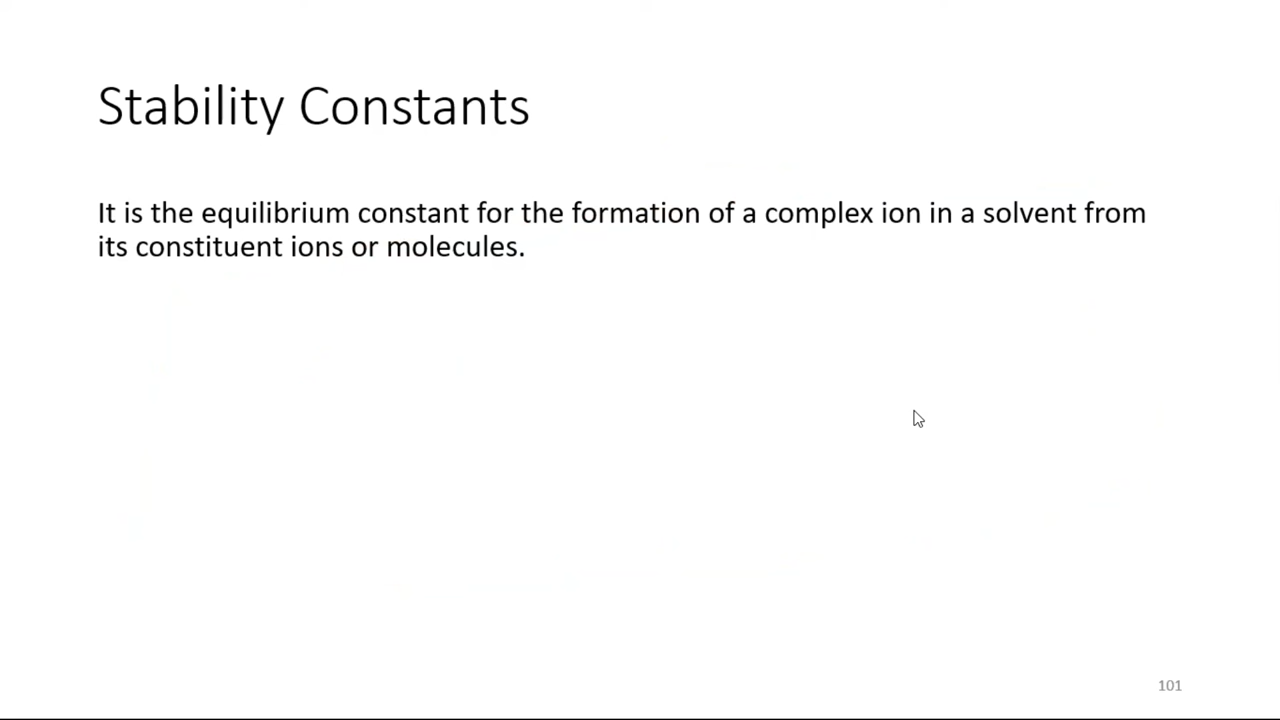 Stability Constants
It is the equilibrium constant for the formation of a complex ion in a solvent from
its constituent ions or molecules.
101